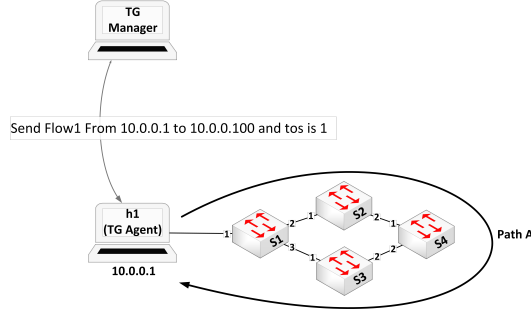 TG
Manager
Send Flow1 From 10.0.0.1 to 10.0.0.100 and tos is 1
h1
(TG Agent)
10.0.0.1
1
S1
2
3
1
S2
2
1
S3
2
1
2
S4
Path A